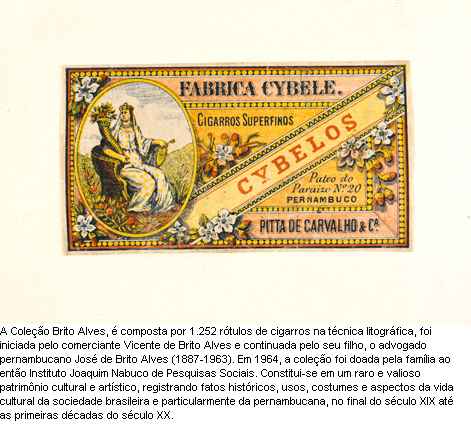 FABRICA CYBELE.
CIGARROS SUPERFINOS
CYBELOS
Pateo do
Paraizo Nº 20
PERNAMBUCO
PITTA DE CARVALHO & Cª
A Coleção Brito Alves, é composta por 1.252 rótulos de cigarros na técnica litográfica, foi
iniciada pelo comerciante Vicente de Brito Alves e continuada pelo seu filho, o advogado
pernambucano José de Brito Alves (1887-1963). Em 1964, a coleção foi doada pela família ao
então Instituto Joaquim Nabuco de Pesquisas Sociais. Constitui-se em um raro e valioso
patrimônio cultural e artístico, registrando fatos históricos, usos, costumes e aspectos da vida
cultural da sociedade brasileira e particularmente da pernambucana, no final do século XIX até
as primeiras décadas do século XX.